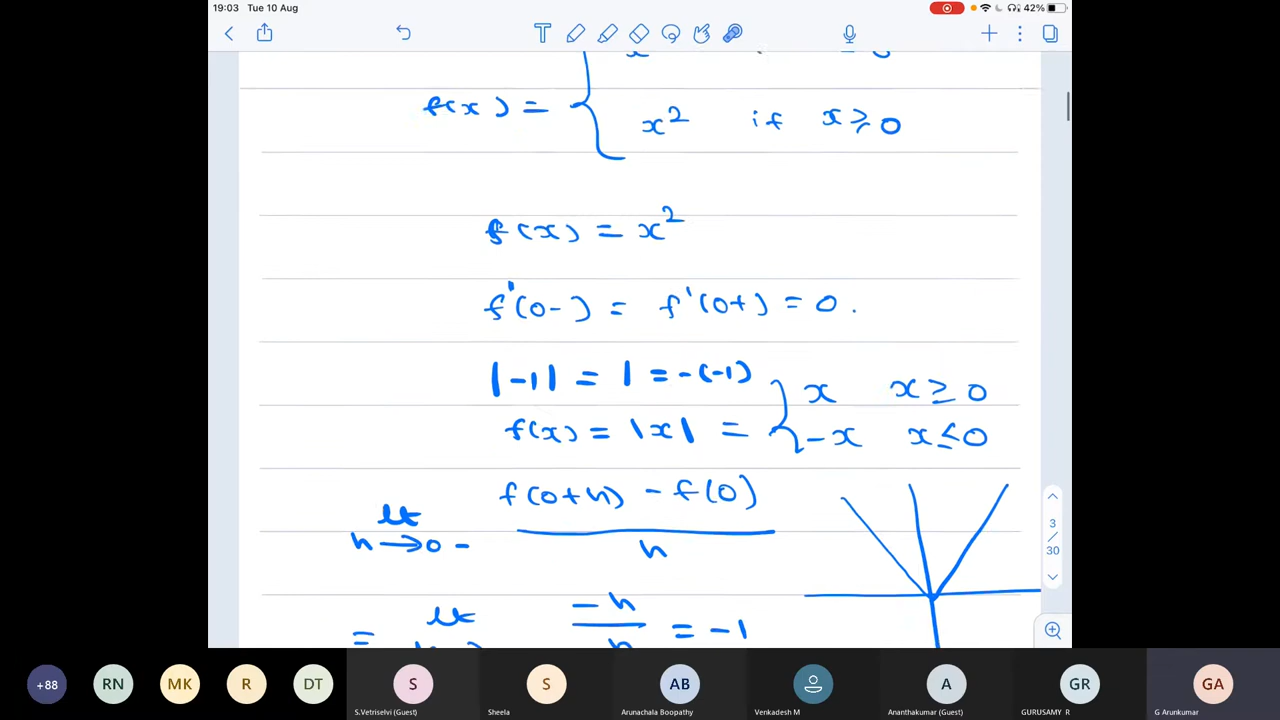 19:03 Tue 10 Aug
42%
f(x) = { x² if x ≥ 0
f(x) = x²
f'(0-) = f'(0+) = 0.
|-1| = 1 = -(-1)
f(x) = |x| = { x x ≥ 0
-x x ≤ 0
f(0+h) - f(0)
lt h→0-
h
= lt -h/h = -1
3
/
30
+88
RN
MK
R
DT
S
S
AB
A
GR
GA
S.Vetriselvi (Guest)
Sheela
Arunachala Boopathy
Venkadesh M
Ananthakumar (Guest)
GURUSAMY R
G Arunkumar